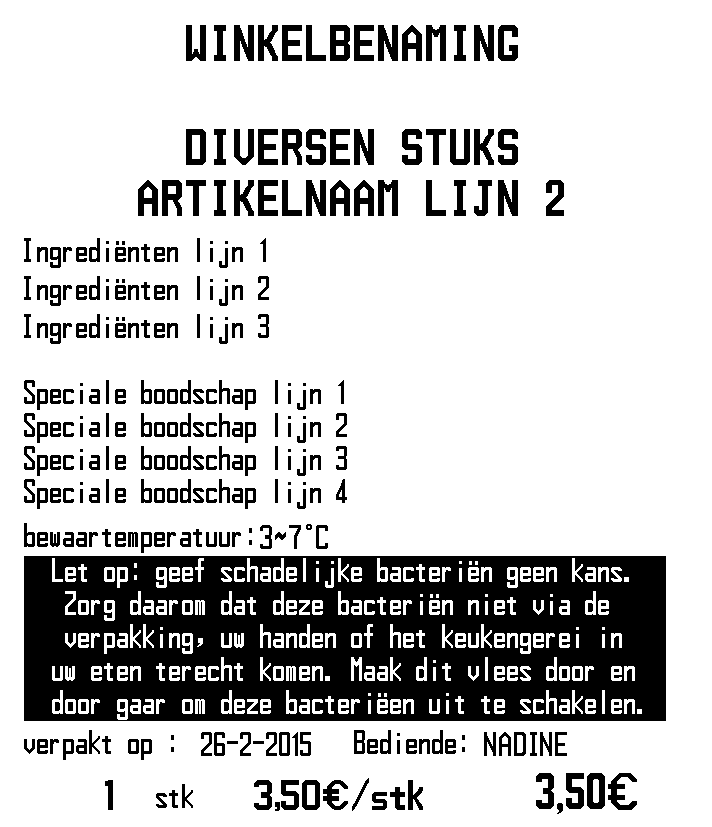 WINKELBENAMING
DIVERSEN STUKS
ARTIKELNAAM LIJN 2
Ingrediënten lijn 1
Ingrediënten lijn 2
Ingrediënten lijn 3
Speciale boodschap lijn 1
Speciale boodschap lijn 2
Speciale boodschap lijn 3
Speciale boodschap lijn 4
bewaartemperatuur:3~7°C
Let op: geef schadelijke bacteriën geen kans.
Zorg daarom dat deze bacteriën niet via de
verpakking, uw handen of het keukengerei in
uw eten terecht komen. Maak dit vlees door en
door gaar om deze bacteriëen uit te schakelen.
verpakt op : 26-2-2015 Bediende: NADINE
1 stk 3,50€/stk 3,50€